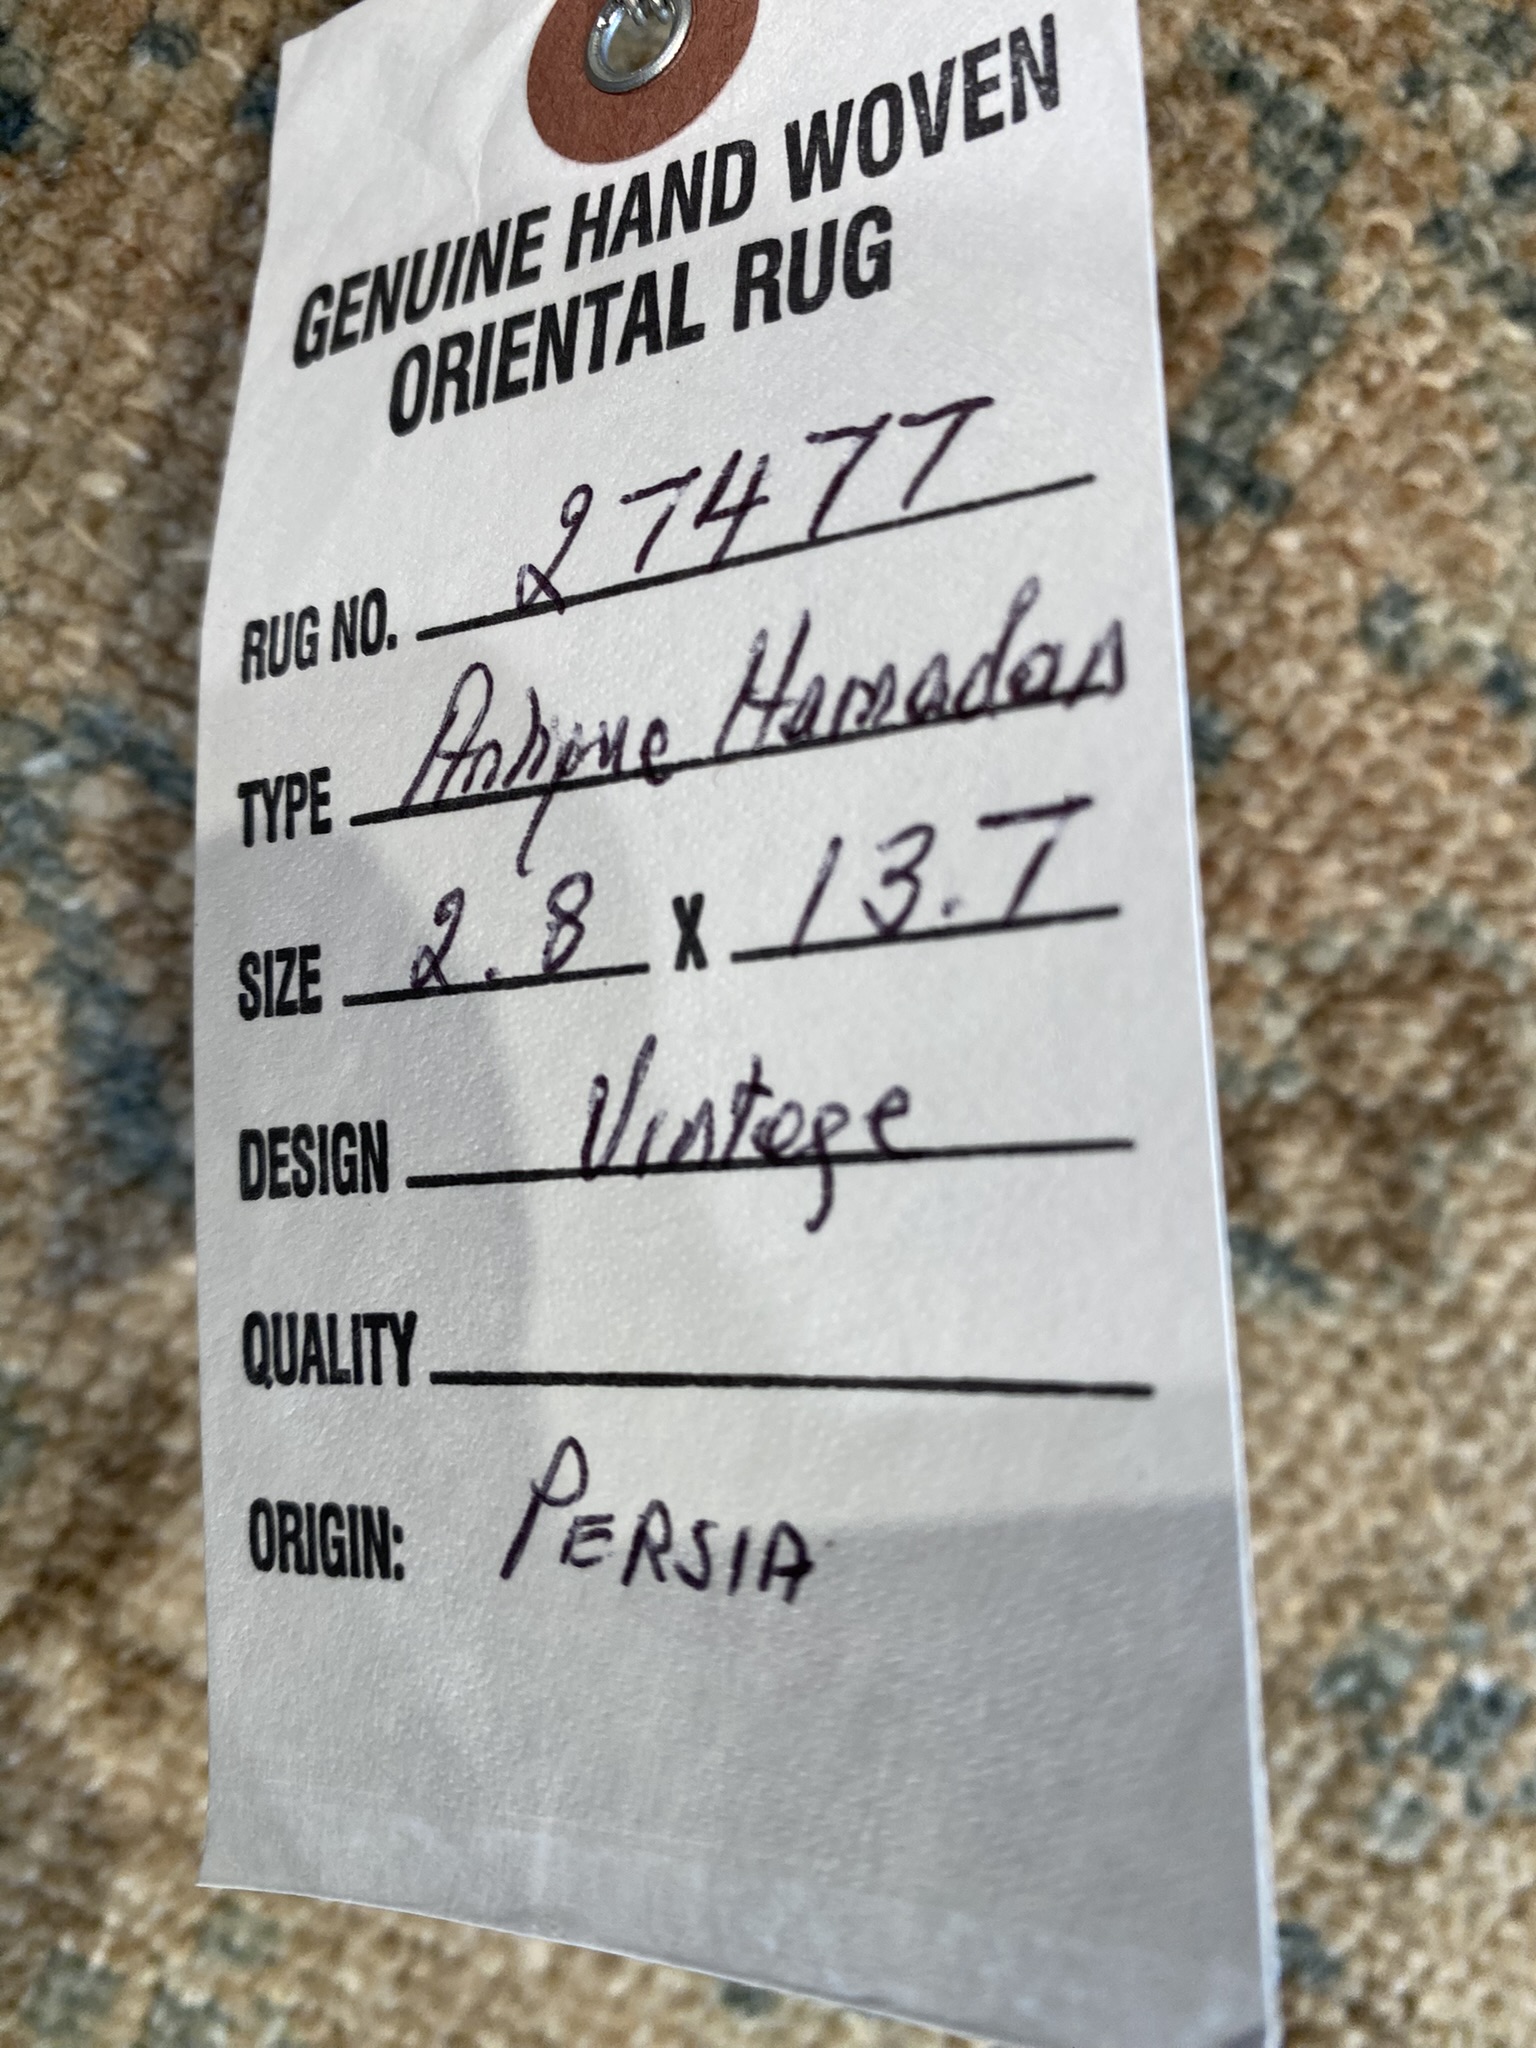 GENUINE HAND WOVEN
ORIENTAL RUG
RUG NO. 27477
TYPE Antique Hamadan
SIZE 2.8 X 13.7
DESIGN Vintage
QUALITY
ORIGIN: PERSIA